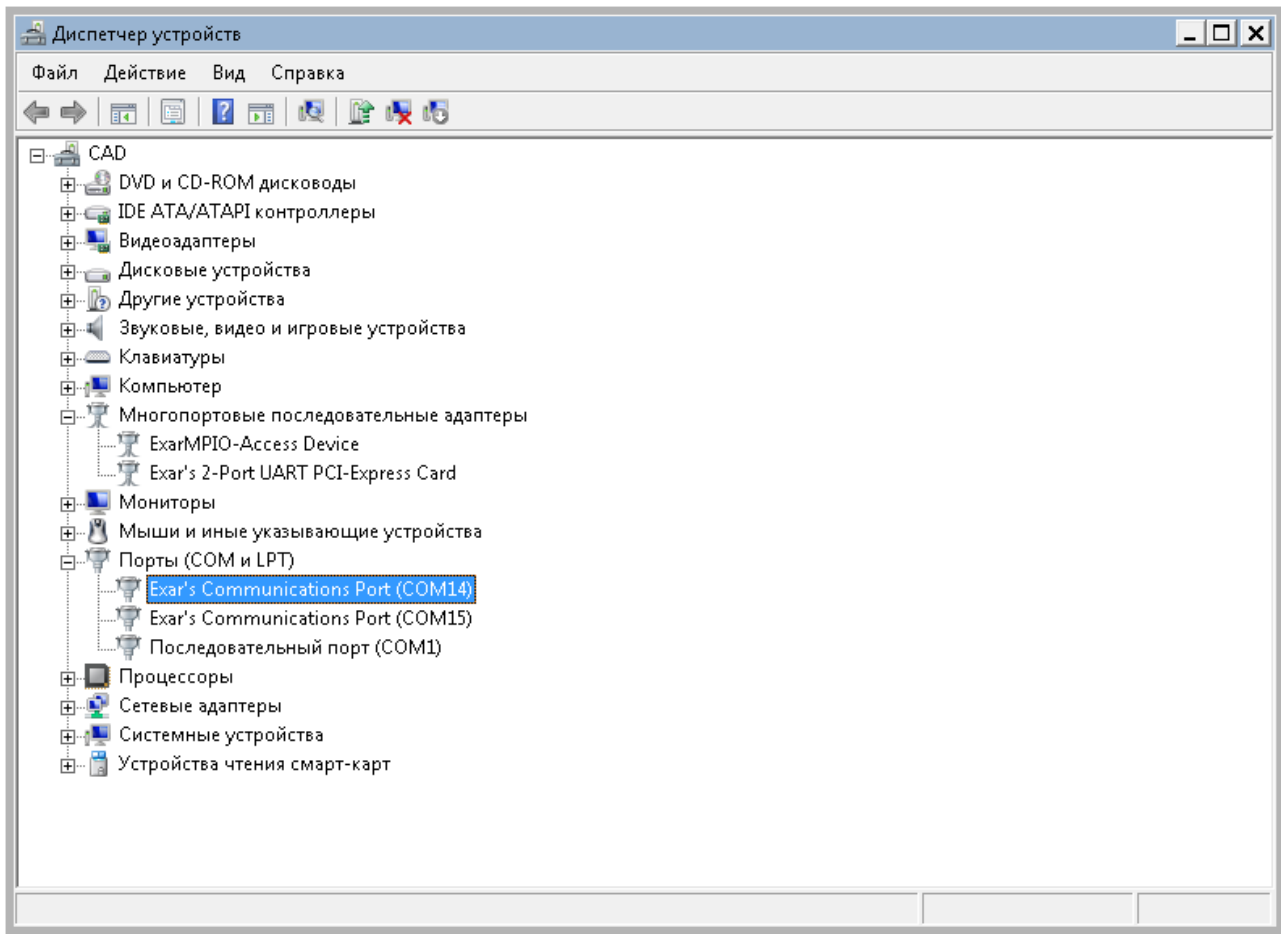 Диспетчер устройств
Файл Действие Вид Справка
CAD
DVD и CD-ROM дисководы
IDE ATA/ATAPI контроллеры
Видеоадаптеры
Дисковые устройства
Другие устройства
Звуковые, видео и игровые устройства
Клавиатуры
Компьютер
Многопортовые последовательные адаптеры
ExarMPIO-Access Device
Exar's 2-Port UART PCI-Express Card
Мониторы
Мыши и иные указывающие устройства
Порты (COM и LPT)
Exar's Communications Port (COM14)
Exar's Communications Port (COM15)
Последовательный порт (COM1)
Процессоры
Сетевые адаптеры
Системные устройства
Устройства чтения смарт-карт